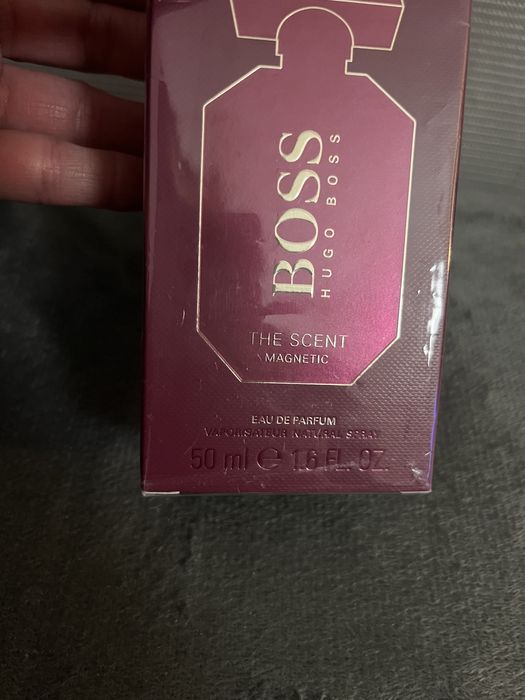 BOSS
HUGO BOSS
THE SCENT
MAGNETIC
EAU DE PARFUM
VAPORISATEUR NATURAL SPRAY
50 ml ℮ 1.6 FL. OZ.